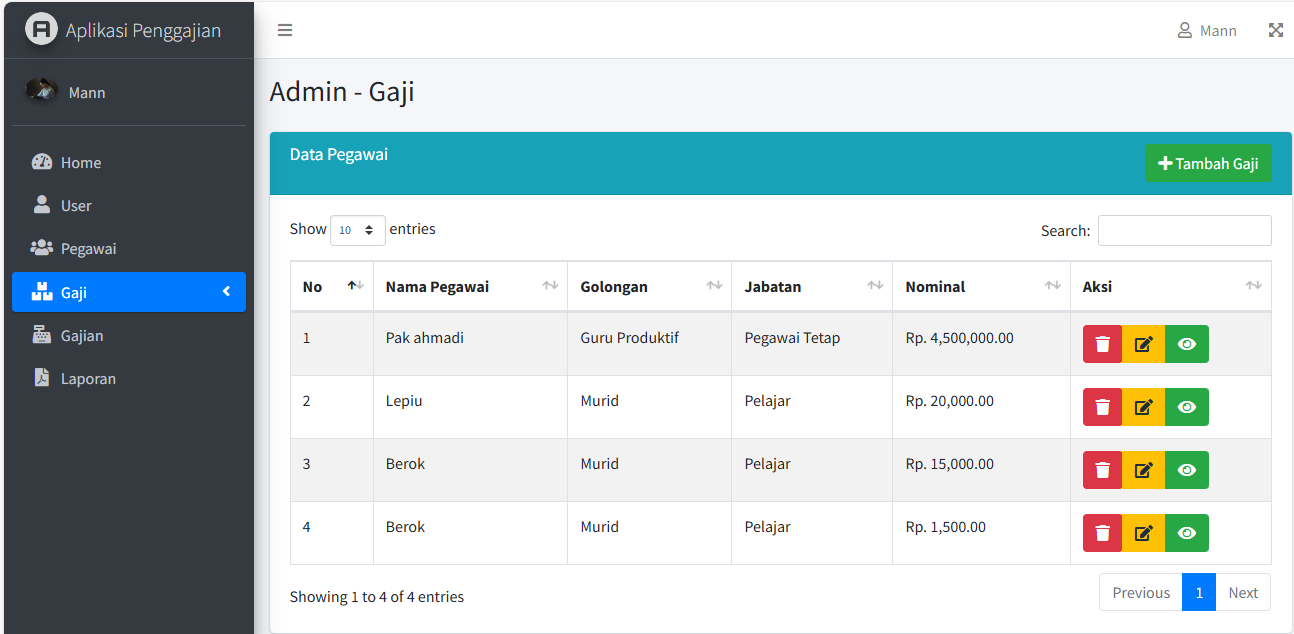 Aplikasi Penggajian
Mann
Mann
Home
User
Pegawai
Gaji
Gajian
Laporan
Admin - Gaji
Data Pegawai
Tambah Gaji
Show 10 entries
Search:
No Nama Pegawai Golongan Jabatan Nominal Aksi
1 Pak ahmadi Guru Produktif Pegawai Tetap Rp. 4,500,000.00
2 Lepiu Murid Pelajar Rp. 20,000.00
3 Berok Murid Pelajar Rp. 15,000.00
4 Berok Murid Pelajar Rp. 1,500.00
Showing 1 to 4 of 4 entries
Previous 1 Next